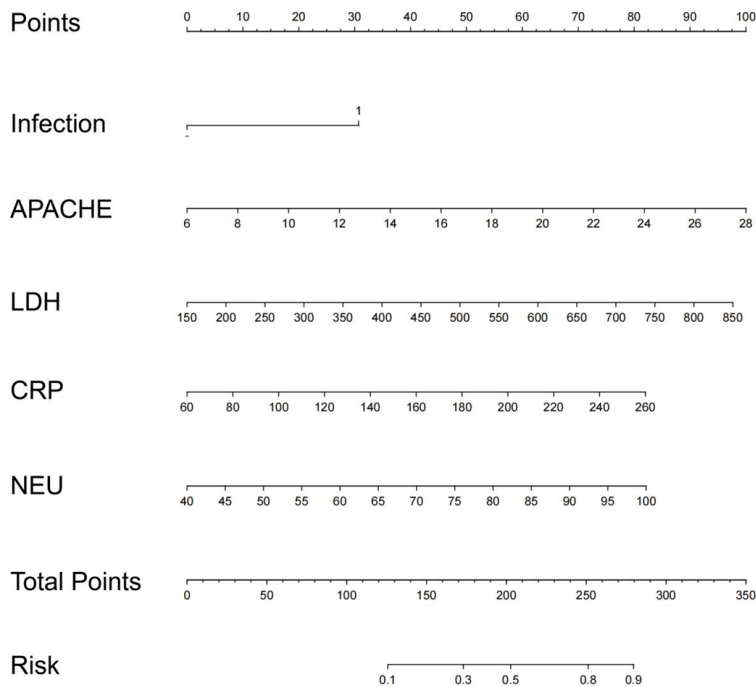 Points 0 10 20 30 40 50 60 70 80 90 100
1
Infection
APACHE
6 8 10 12 14 16 18 20 22 24 26 28
LDH
150 200 250 300 350 400 450 500 550 600 650 700 750 800 850
CRP
60 80 100 120 140 160 180 200 220 240 260
NEU
40 45 50 55 60 65 70 75 80 85 90 95 100
Total Points
0 50 100 150 200 250 300 350
Risk
0.1 0.3 0.5 0.8 0.9